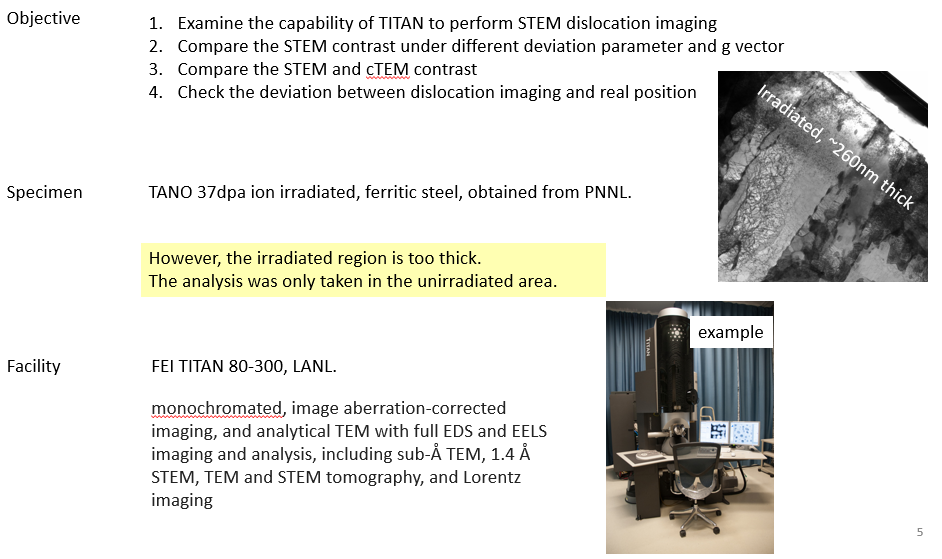 Objective
1. Examine the capability of TITAN to perform STEM dislocation imaging
2. Compare the STEM contrast under different deviation parameter and g vector
3. Compare the STEM and cTEM contrast
4. Check the deviation between dislocation imaging and real position
Irradiated, ~260nm thick
Specimen
TANO 37dpa ion irradiated, ferritic steel, obtained from PNNL.
However, the irradiated region is too thick.
The analysis was only taken in the unirradiated area.
example
TITAN
Facility
FEI TITAN 80-300, LANL.
monochromated, image aberration-corrected
imaging, and analytical TEM with full EDS and EELS
imaging and analysis, including sub-Å TEM, 1.4 Å
STEM, TEM and STEM tomography, and Lorentz
imaging
5